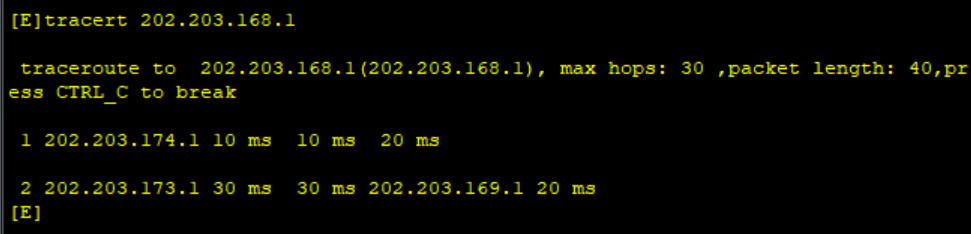 [E]tracert 202.203.168.1
traceroute to  202.203.168.1(202.203.168.1), max hops: 30 ,packet length: 40,pr
ess CTRL_C to break
1 202.203.174.1 10 ms  10 ms  20 ms
2 202.203.173.1 30 ms  30 ms 202.203.169.1 20 ms
[E]